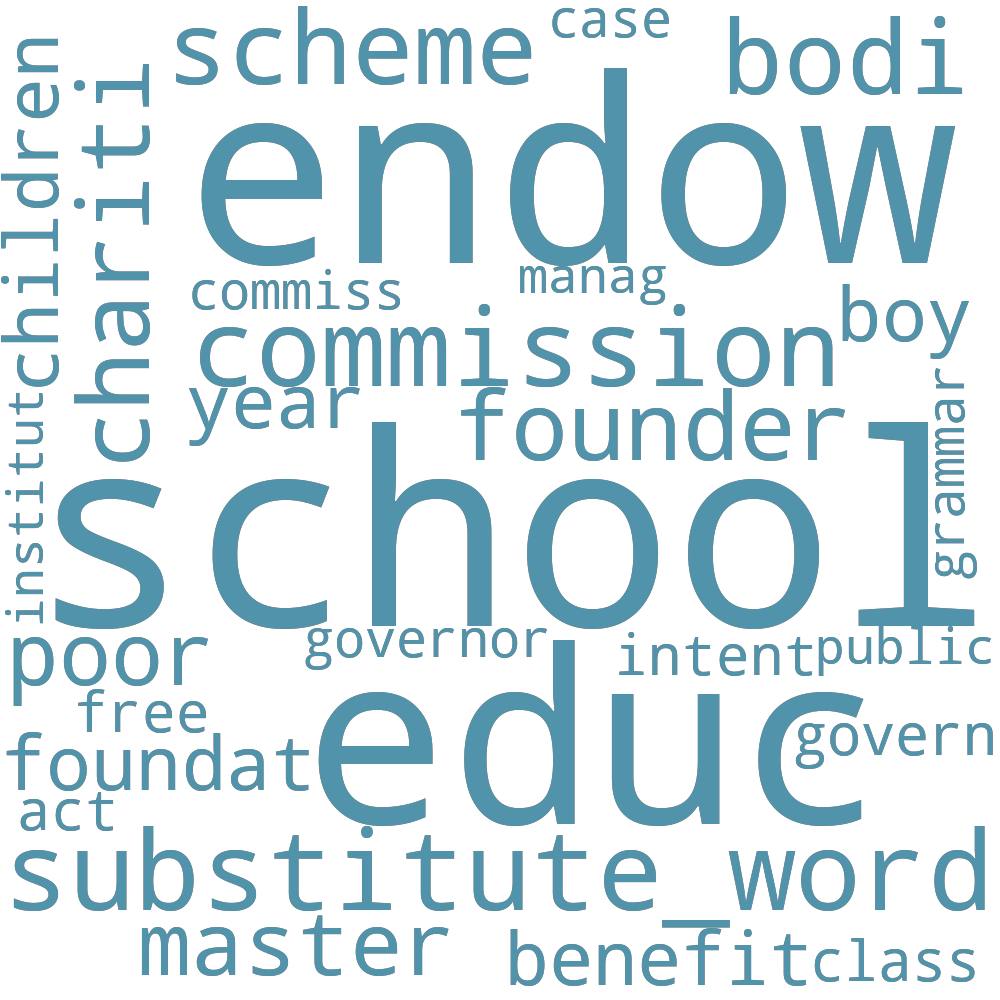 scheme
case
bodi
endow
children
chariti
commiss
manag
boy
commission
year
founder
institut
grammar
school
poor
governor
intent
public
free
educ
govern
foundat
act
substitute_word
master
benefit
class